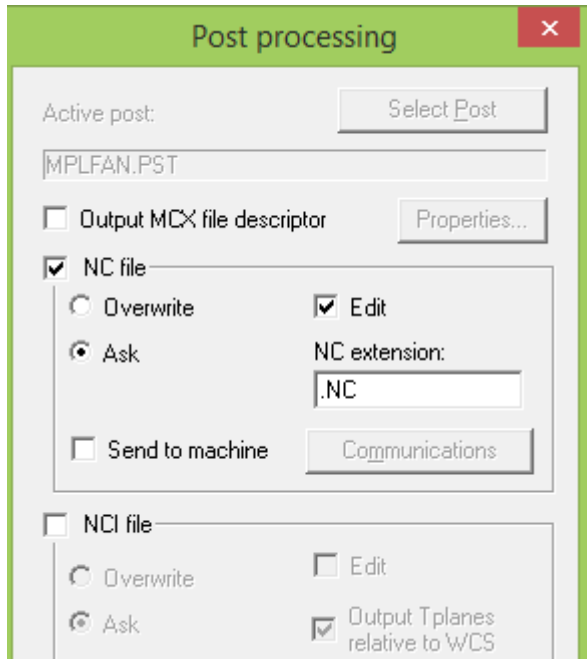 Post processing
Active post:
Select Post
MPLFAN.PST
Output MCX file descriptor
Properties...
NC file
Overwrite
Edit
Ask
NC extension:
.NC
Send to machine
Communications
NCI file
Overwrite
Edit
Ask
Output Tplanes
relative to WCS